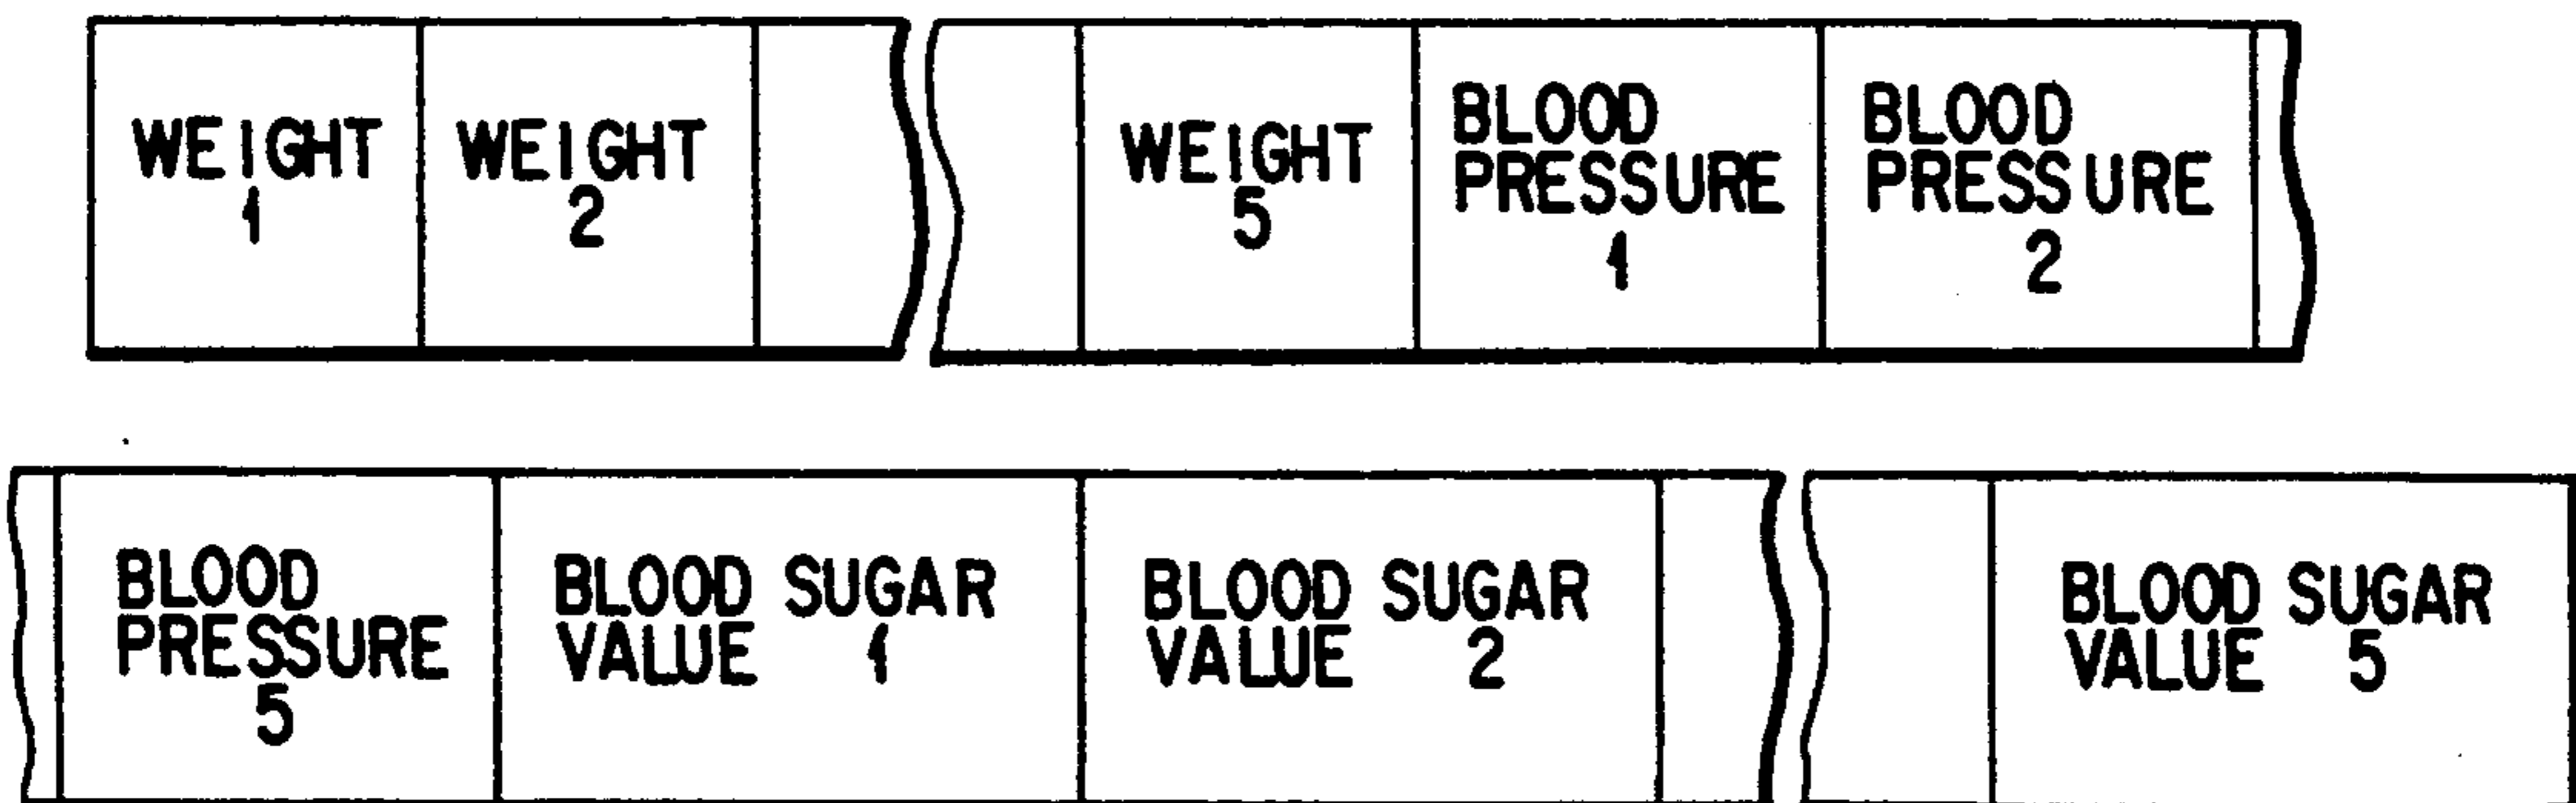 WEIGHT
1
WEIGHT
2
WEIGHT
5
BLOOD
PRESSURE
1
BLOOD
PRESSURE
2
BLOOD
PRESSURE
5
BLOOD SUGAR
VALUE 1
BLOOD SUGAR
VALUE 2
BLOOD SUGAR
VALUE 5